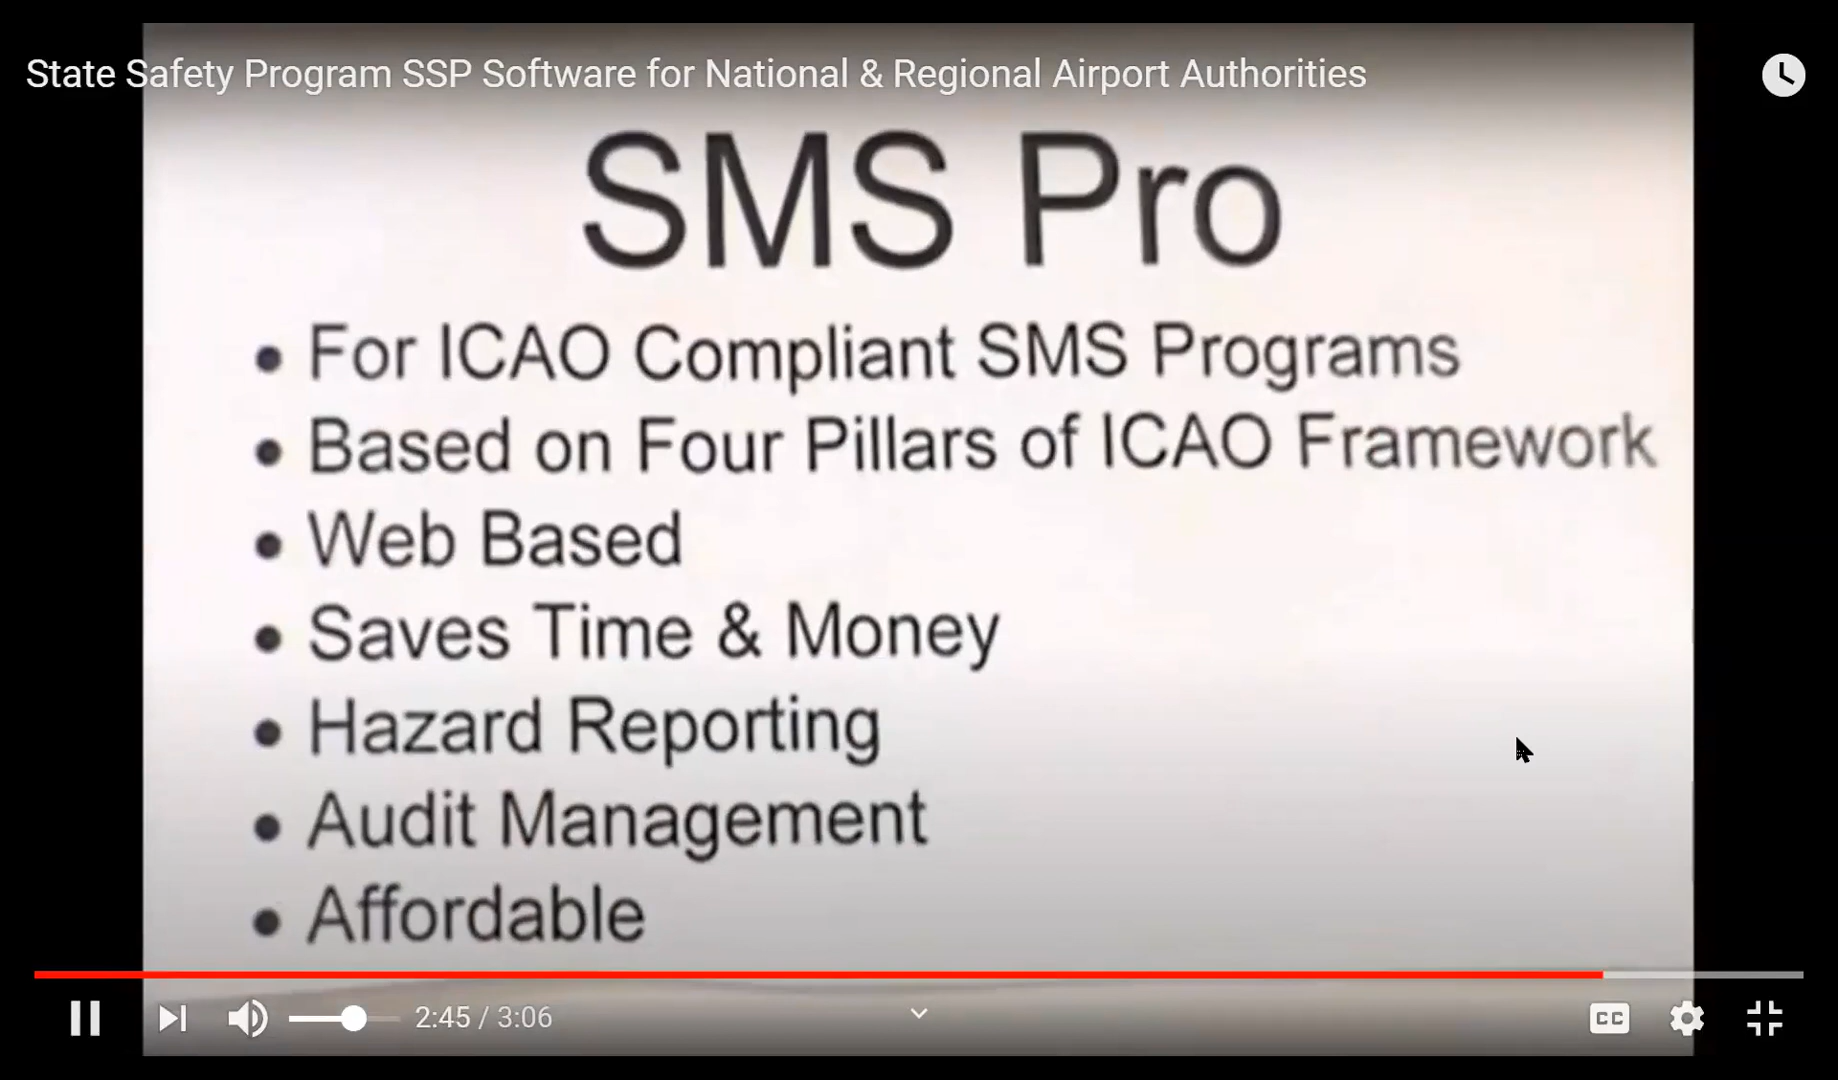 State Safety Program SSP Software for National & Regional Airport Authorities
SMS Pro
• For ICAO Compliant SMS Programs
• Based on Four Pillars of ICAO Framework
• Web Based
• Saves Time & Money
• Hazard Reporting
• Audit Management
• Affordable
2:45 / 3:06
CC